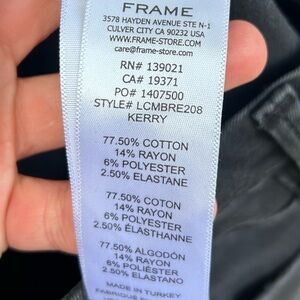 FRAME
3578 HAYDEN AVENUE STE N-1
CULVER CITY CA 90232 USA
WWW.FRAME-STORE.COM
care@frame-store.com
RN# 139021
CA# 19371
PO# 1407500
STYLE# LCMBRE208
KERRY
77.50% COTTON
14% RAYON
6% POLYESTER
2.50% ELASTANE
77.50% COTON
14% RAYON
6% POLYESTER
2.50% ÉLASTHANNE
77.50% ALGODÓN
14% RAYON
6% POLIÉSTER
2.50% ELASTANO
MADE IN TURKEY